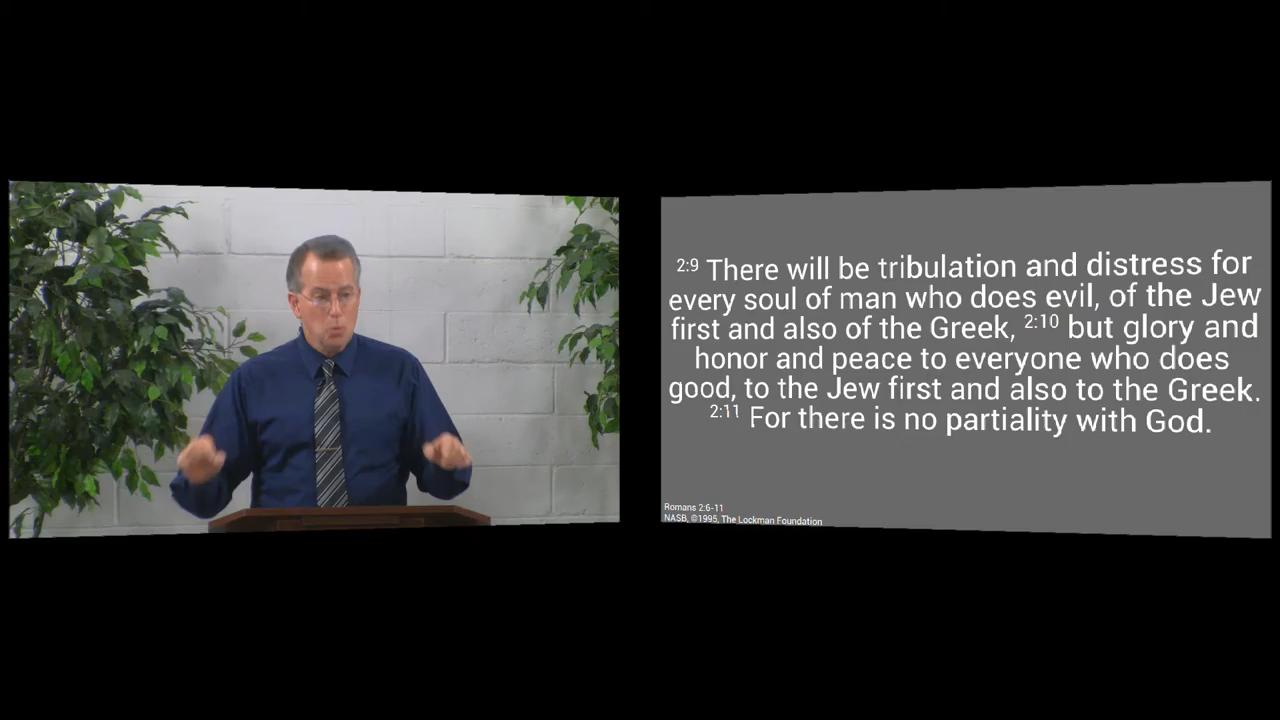 2:9 There will be tribulation and distress for
every soul of man who does evil, of the Jew
first and also of the Greek, 2:10 but glory and
honor and peace to everyone who does
good, to the Jew first and also to the Greek.
2:11 For there is no partiality with God.
Romans 2:6-11
NASB, ©1995, The Lockman Foundation